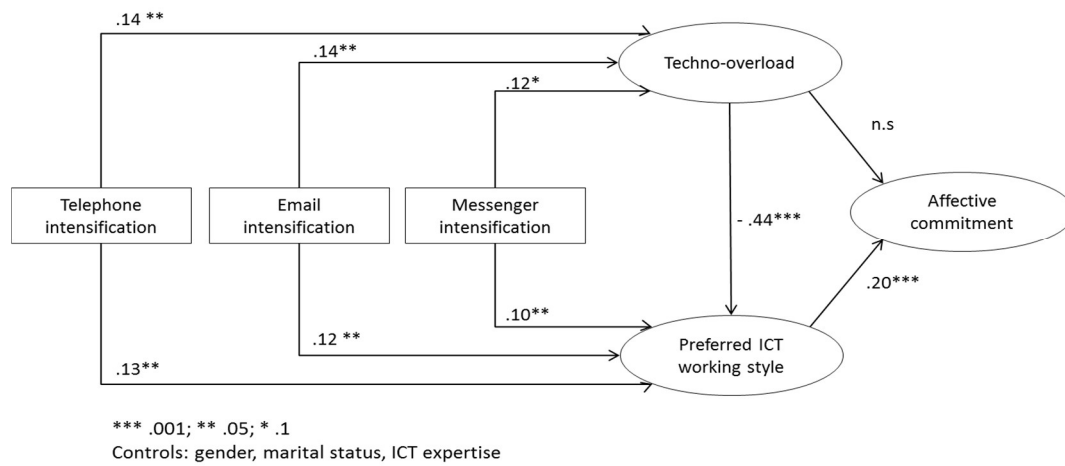 .14 **
.14**
Techno-overload
.12*
n.s
Telephone
intensification
Email
intensification
Messenger
intensification
- .44***
Affective
commitment
.20***
.10**
.12 **
Preferred ICT
working style
.13**
*** .001; ** .05; * .1
Controls: gender, marital status, ICT expertise